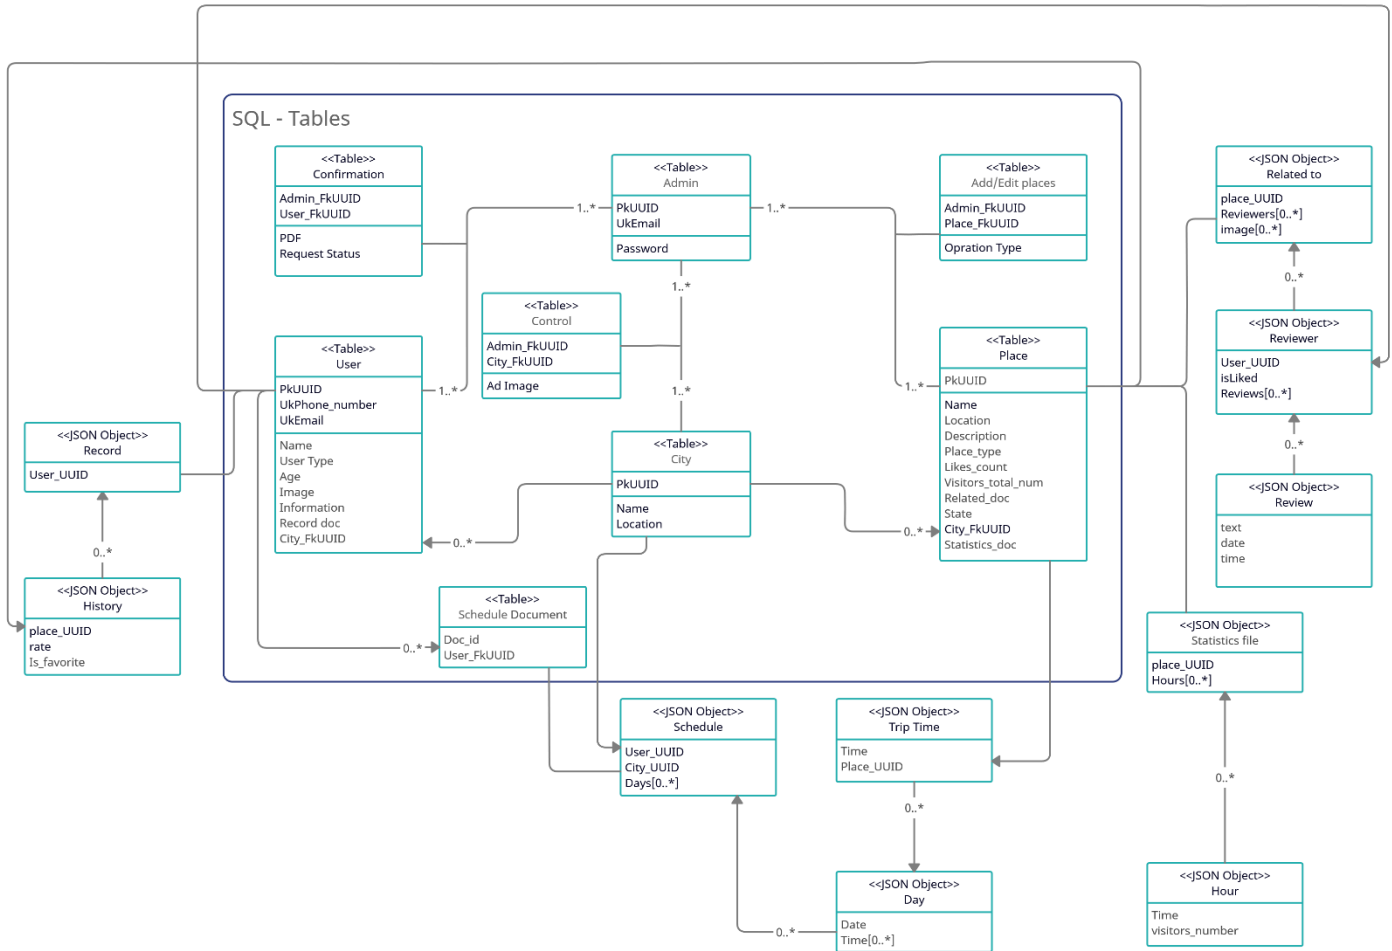 SQL - Tables
<<Table>>
Confirmation
Admin_FkUUID
User_FkUUID
PDF
Request Status
<<Table>>
Admin
PkUUID
UkEmail
Password
<<Table>>
Add/Edit places
Admin_FkUUID
Place_FkUUID
Opration Type
<<JSON Object>>
Related to
place_UUID
Reviewers[0..*]
image[0..*]
1..*
1..*
1..*
0..*
<<Table>>
Control
Admin_FkUUID
City_FkUUID
Ad Image
<<Table>>
User
PkUUID
UkPhone_number
UkEmail
Name
User Type
Age
Image
Information
Record doc
City_FkUUID
1..*
1..*
1..*
<<Table>>
Place
PkUUID
Name
Location
Description
Place_type
Likes_count
Visitors_total_num
Related_doc
State
City_FkUUID
Statistics_doc
<<JSON Object>>
Reviewer
User_UUID
isLiked
Reviews[0..*]
0..*
<<JSON Object>>
Record
User_UUID
0..*
<<Table>>
City
PkUUID
Name
Location
0..*
0..*
<<JSON Object>>
Review
text
date
time
<<JSON Object>>
History
place_UUID
rate
Is_favorite
0..*
<<Table>>
Schedule Document
Doc_id
User_FkUUID
<<JSON Object>>
Statistics file
place_UUID
Hours[0..*]
<<JSON Object>>
Schedule
User_UUID
City_UUID
Days[0..*]
<<JSON Object>>
Trip Time
Time
Place_UUID
0..*
0..*
<<JSON Object>>
Day
Date
Time[0..*]
0..*
<<JSON Object>>
Hour
Time
visitors_number